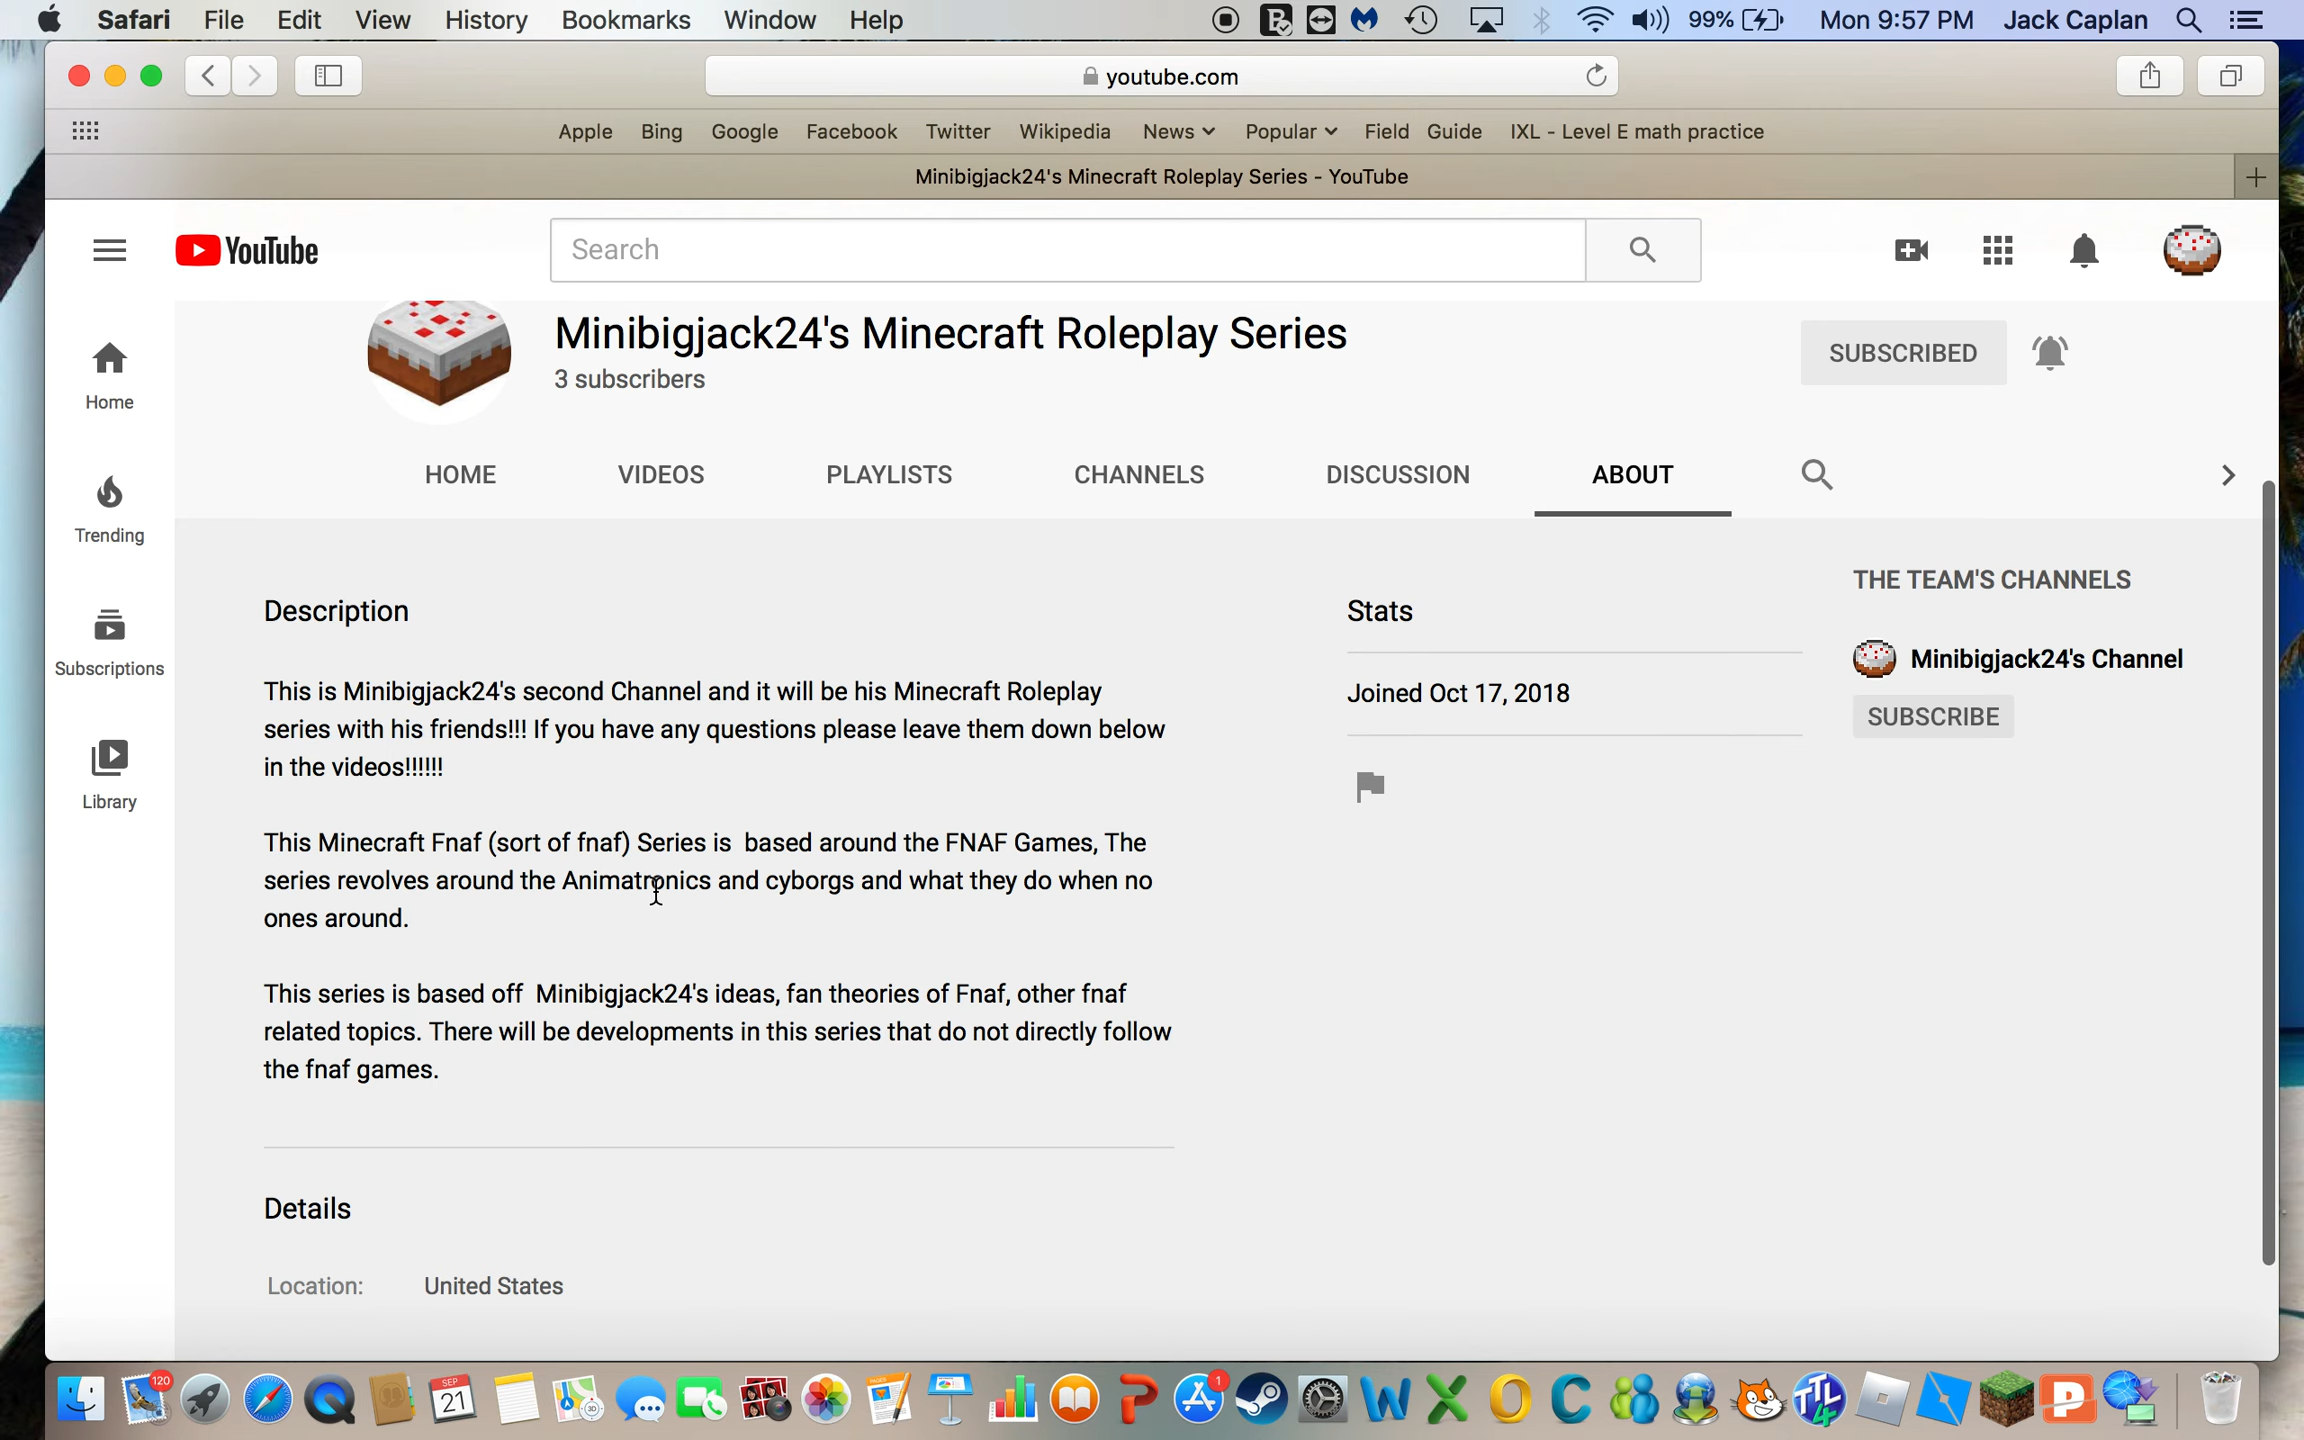 Safari File Edit View History Bookmarks Window Help 99% Mon 9:57 PM Jack Caplan
youtube.com
Apple Bing Google Facebook Twitter Wikipedia News Popular Field Guide IXL - Level E math practice
Minibigjack24's Minecraft Roleplay Series - YouTube
YouTube Search
Minibigjack24's Minecraft Roleplay Series
3 subscribers
SUBSCRIBED
Home
Trending
Subscriptions
Library
HOME VIDEOS PLAYLISTS CHANNELS DISCUSSION ABOUT
Description
This is Minibigjack24's second Channel and it will be his Minecraft Roleplay
series with his friends!!! If you have any questions please leave them down below
in the videos!!!!!!
This Minecraft Fnaf (sort of fnaf) Series is  based around the FNAF Games, The
series revolves around the Animatronics and cyborgs and what they do when no
ones around.
This series is based off  Minibigjack24's ideas, fan theories of Fnaf, other fnaf
related topics. There will be developments in this series that do not directly follow
the fnaf games.
Details
Location: United States
Stats
Joined Oct 17, 2018
THE TEAM'S CHANNELS
Minibigjack24's Channel
SUBSCRIBE
120
SEP
21
3D
1
TTL
4